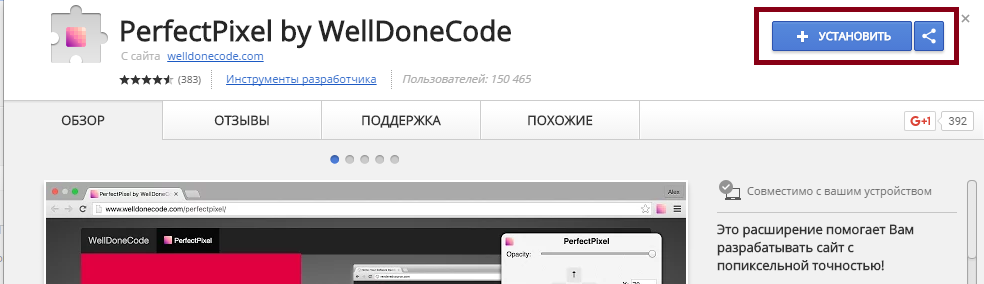 PerfectPixel by WellDoneCode
С сайта welldonecode.com
(383) Инструменты разработчика Пользователей: 150 465
+ УСТАНОВИТЬ
ОБЗОР ОТЗЫВЫ ПОДДЕРЖКА ПОХОЖИЕ
G+1 392
PerfectPixel by WellDoneC
Alex
www.welldonecode.com/perfectpixel/
WellDoneCode PerfectPixel
PerfectPixel
Opacity:
Совместимо с вашим устройством
Это расширение помогает Вам
разрабатывать сайт с
попиксельной точностью!